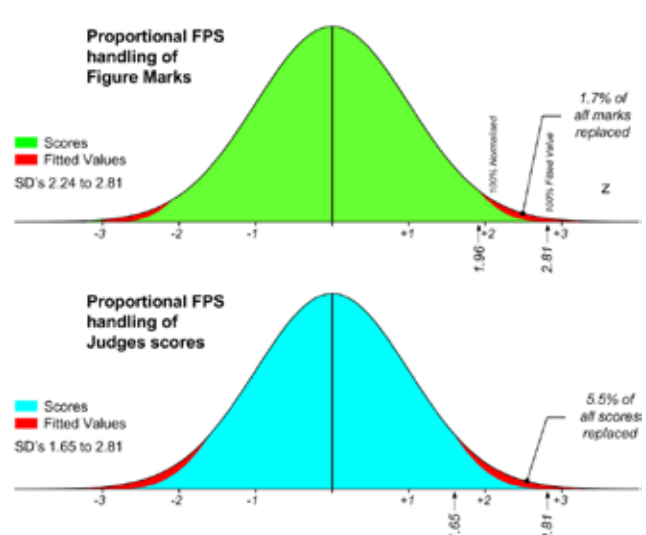 Proportional FPS
handling of
Figure Marks
1.7% of
all marks
replaced
Scores
Fitted Values
SD's 2.24 to 2.81
100% Normalised
100% Fitted Value
z
-3 -2 -1 +1 +2 +3
1.96
2.81
Proportional FPS
handling of
Judges scores
5.5% of
all scores
replaced
Scores
Fitted Values
SD's 1.65 to 2.81
-3 -2 -1 +1 +2 +3
.65
.81